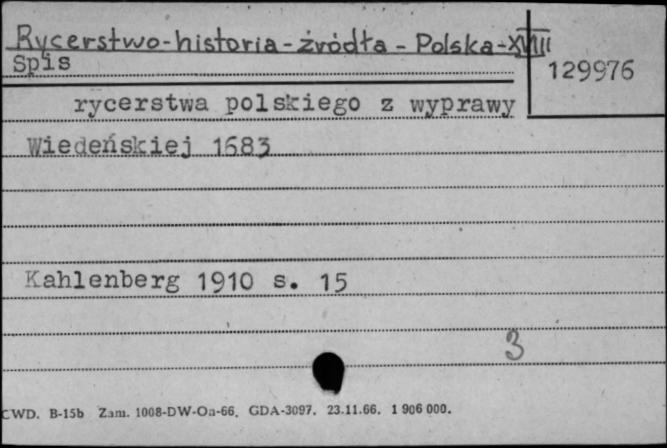 Rycerstwo-historia-źródła-Polska-XVIII
Spis
129976
rycerstwa polskiego z wyprawy
Wiedeńskiej 1683
Kahlenberg 1910 s. 15
3
CWD. B-15b Zam. 1008-DW-Oa-66. GDA-3097. 23.11.66. 1 906 000.